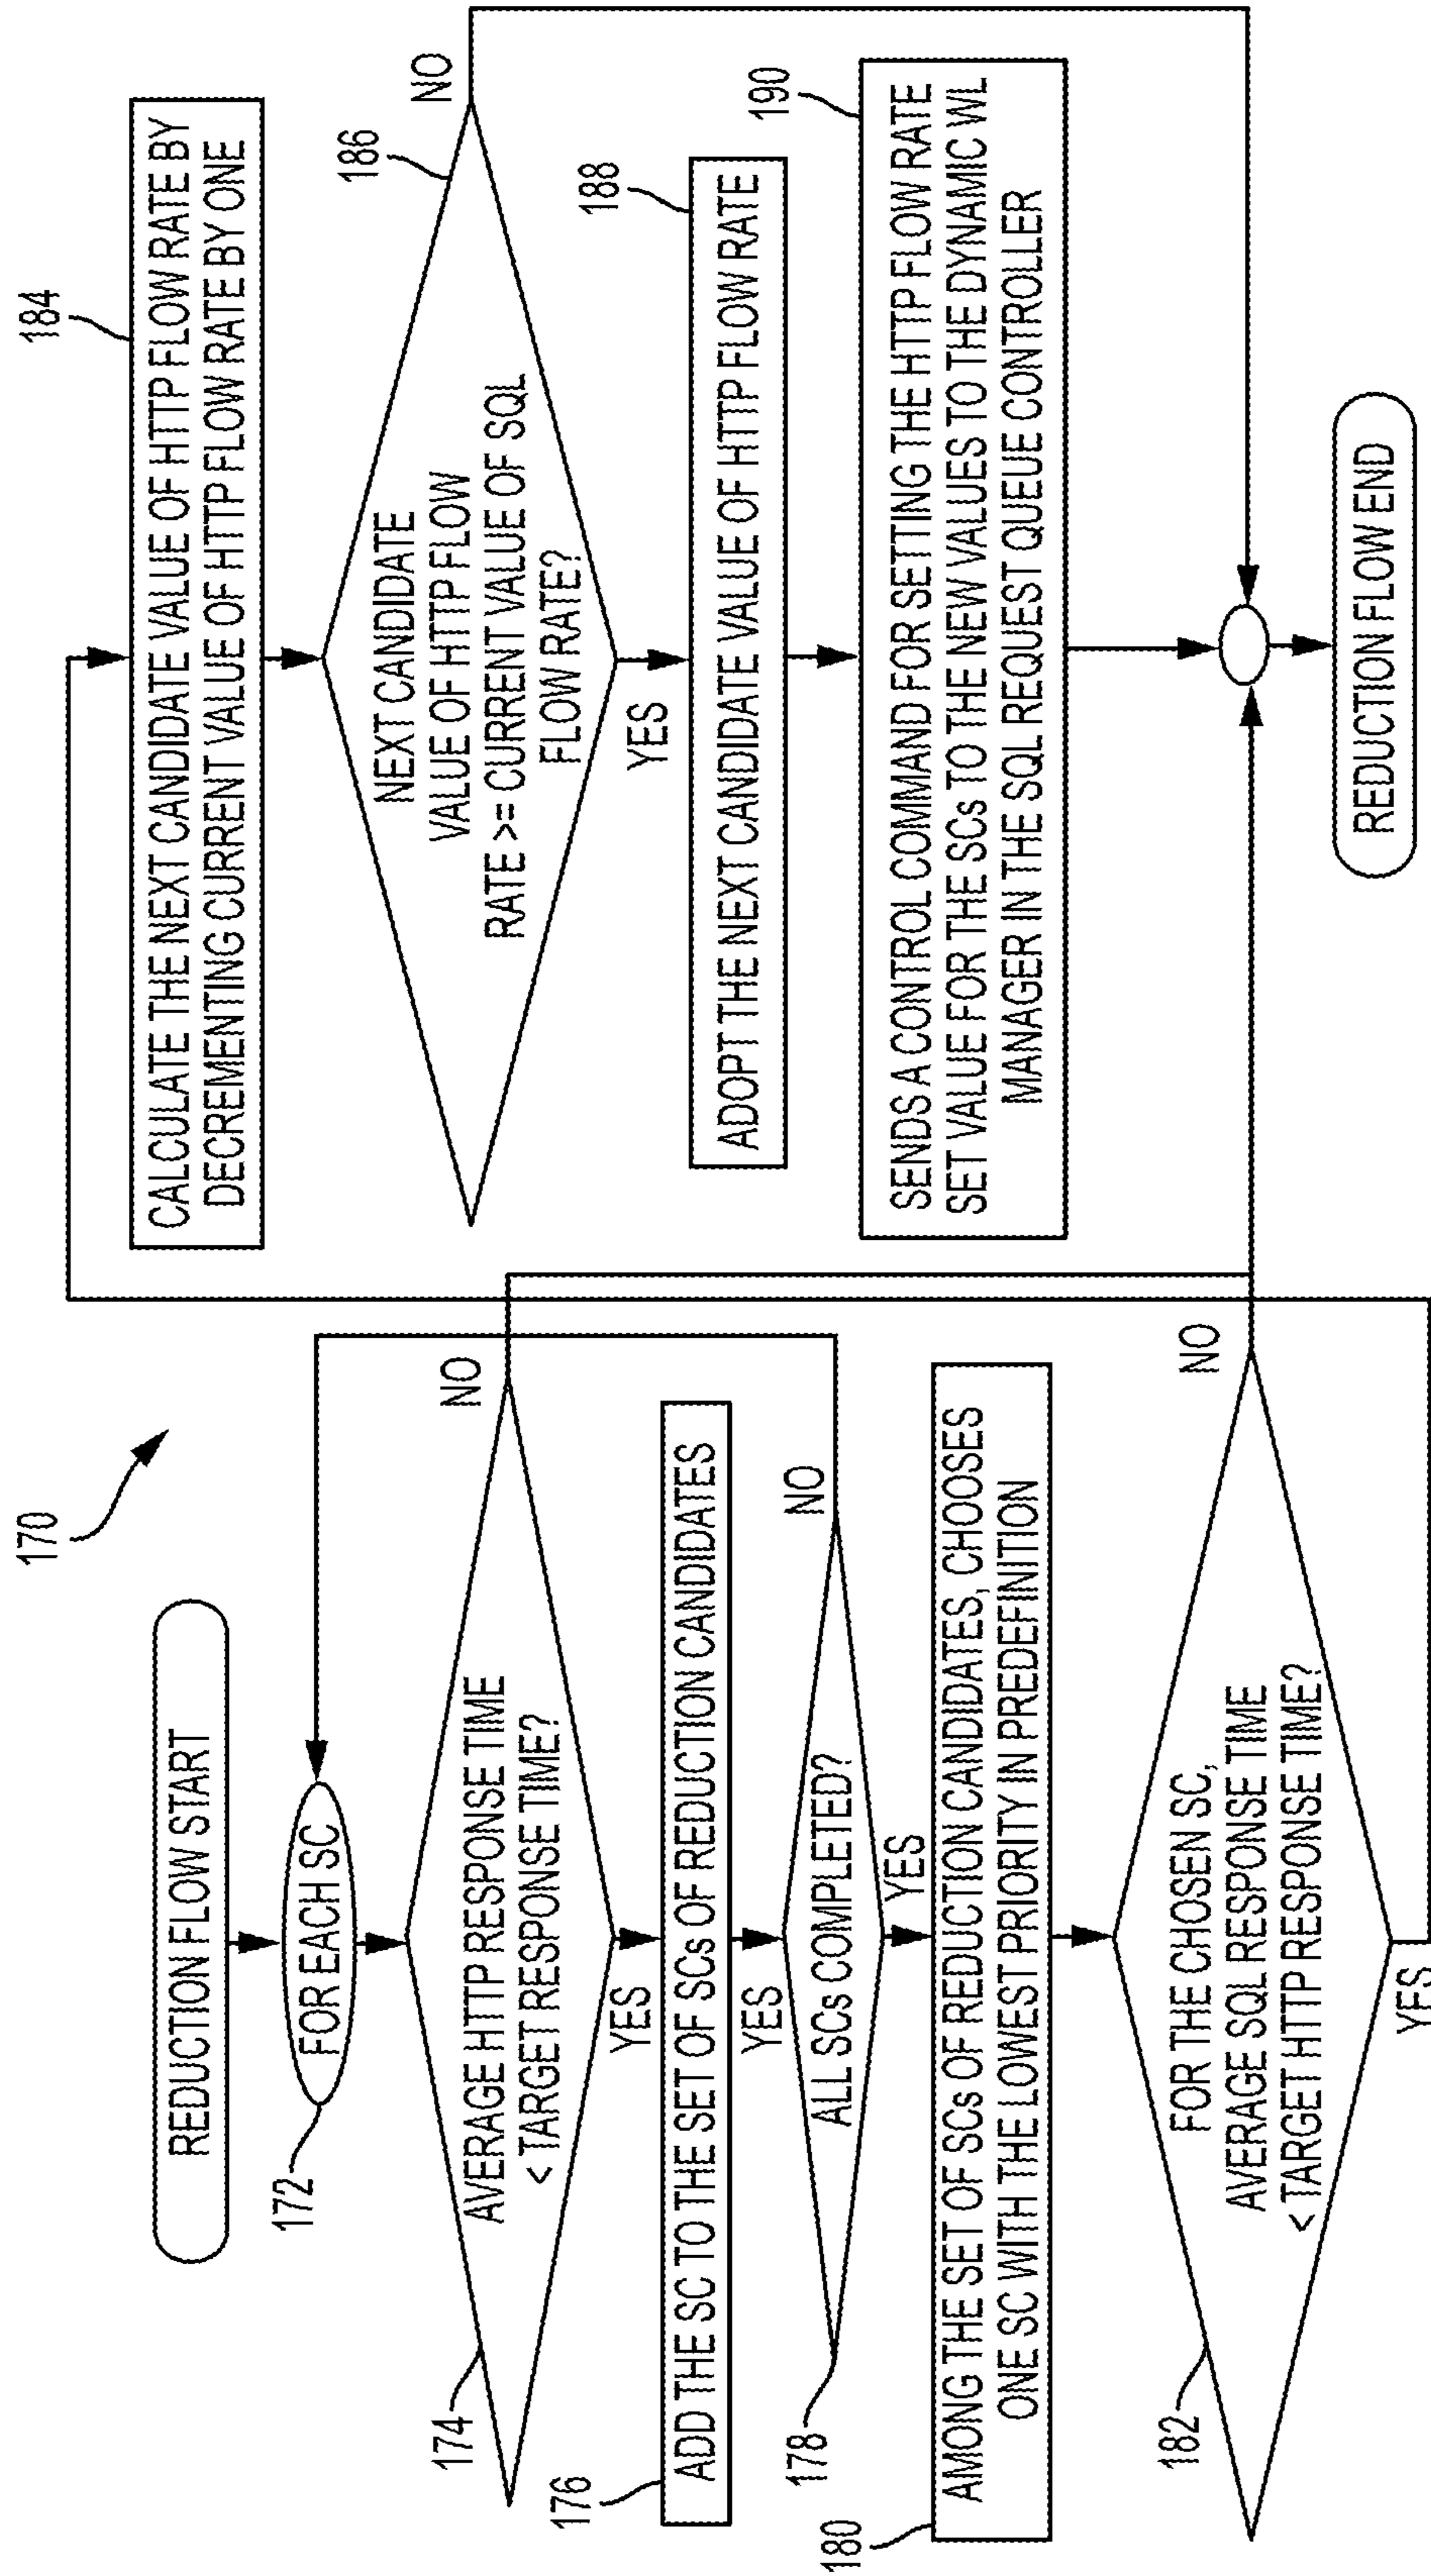 170
REDUCTION FLOW START
172
FOR EACH SC
174
AVERAGE HTTP RESPONSE TIME
< TARGET RESPONSE TIME?
NO
YES
176
ADD THE SC TO THE SET OF SCs OF REDUCTION CANDIDATES
YES
178
ALL SCs COMPLETED?
NO
YES
180
AMONG THE SET OF SCs OF REDUCTION CANDIDATES, CHOOSES
ONE SC WITH THE LOWEST PRIORITY IN PREDEFINITION
182
FOR THE CHOSEN SC,
AVERAGE SQL RESPONSE TIME
< TARGET HTTP RESPONSE TIME?
NO
YES
184
CALCULATE THE NEXT CANDIDATE VALUE OF HTTP FLOW RATE BY
DECREMENTING CURRENT VALUE OF HTTP FLOW RATE BY ONE
186
NEXT CANDIDATE
VALUE OF HTTP FLOW
RATE >= CURRENT VALUE OF SQL
FLOW RATE?
NO
YES
188
ADOPT THE NEXT CANDIDATE VALUE OF HTTP FLOW RATE
190
SENDS A CONTROL COMMAND FOR SETTING THE HTTP FLOW RATE
SET VALUE FOR THE SCs TO THE NEW VALUES TO THE DYNAMIC WL
MANAGER IN THE SQL REQUEST QUEUE CONTROLLER
REDUCTION FLOW END